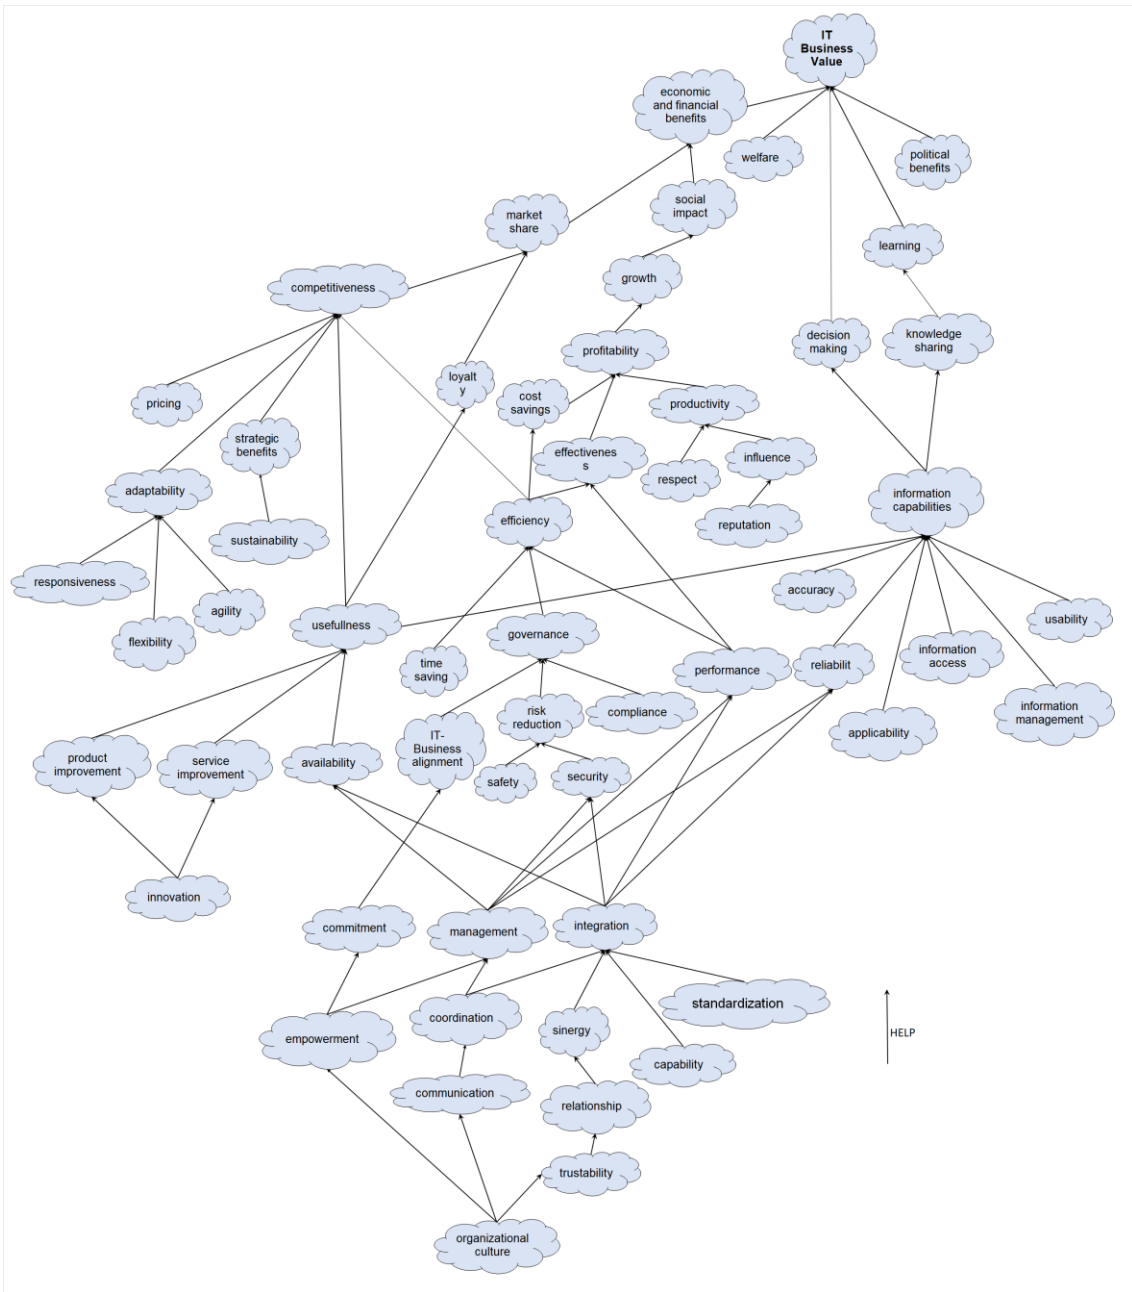 IT
Business
Value
economic
and financial
benefits
welfare
political
benefits
social
impact
market
share
learning
growth
competitiveness
decision
making
knowledge
sharing
profitability
loyalt
y
cost
savings
productivity
pricing
strategic
benefits
effectivenes
s
influence
respect
adaptability
information
capabilities
efficiency
reputation
sustainability
responsiveness
accuracy
agility
usefullness
usability
flexibility
governance
information
access
time
saving
performance
reliabilit
risk
reduction
compliance
information
management
applicability
IT-
Business
alignment
product
improvement
service
improvement
availability
safety
security
innovation
commitment
management
integration
standardization
coordination
sinergy
HELP
empowerment
capability
communication
relationship
trustability
organizational
culture